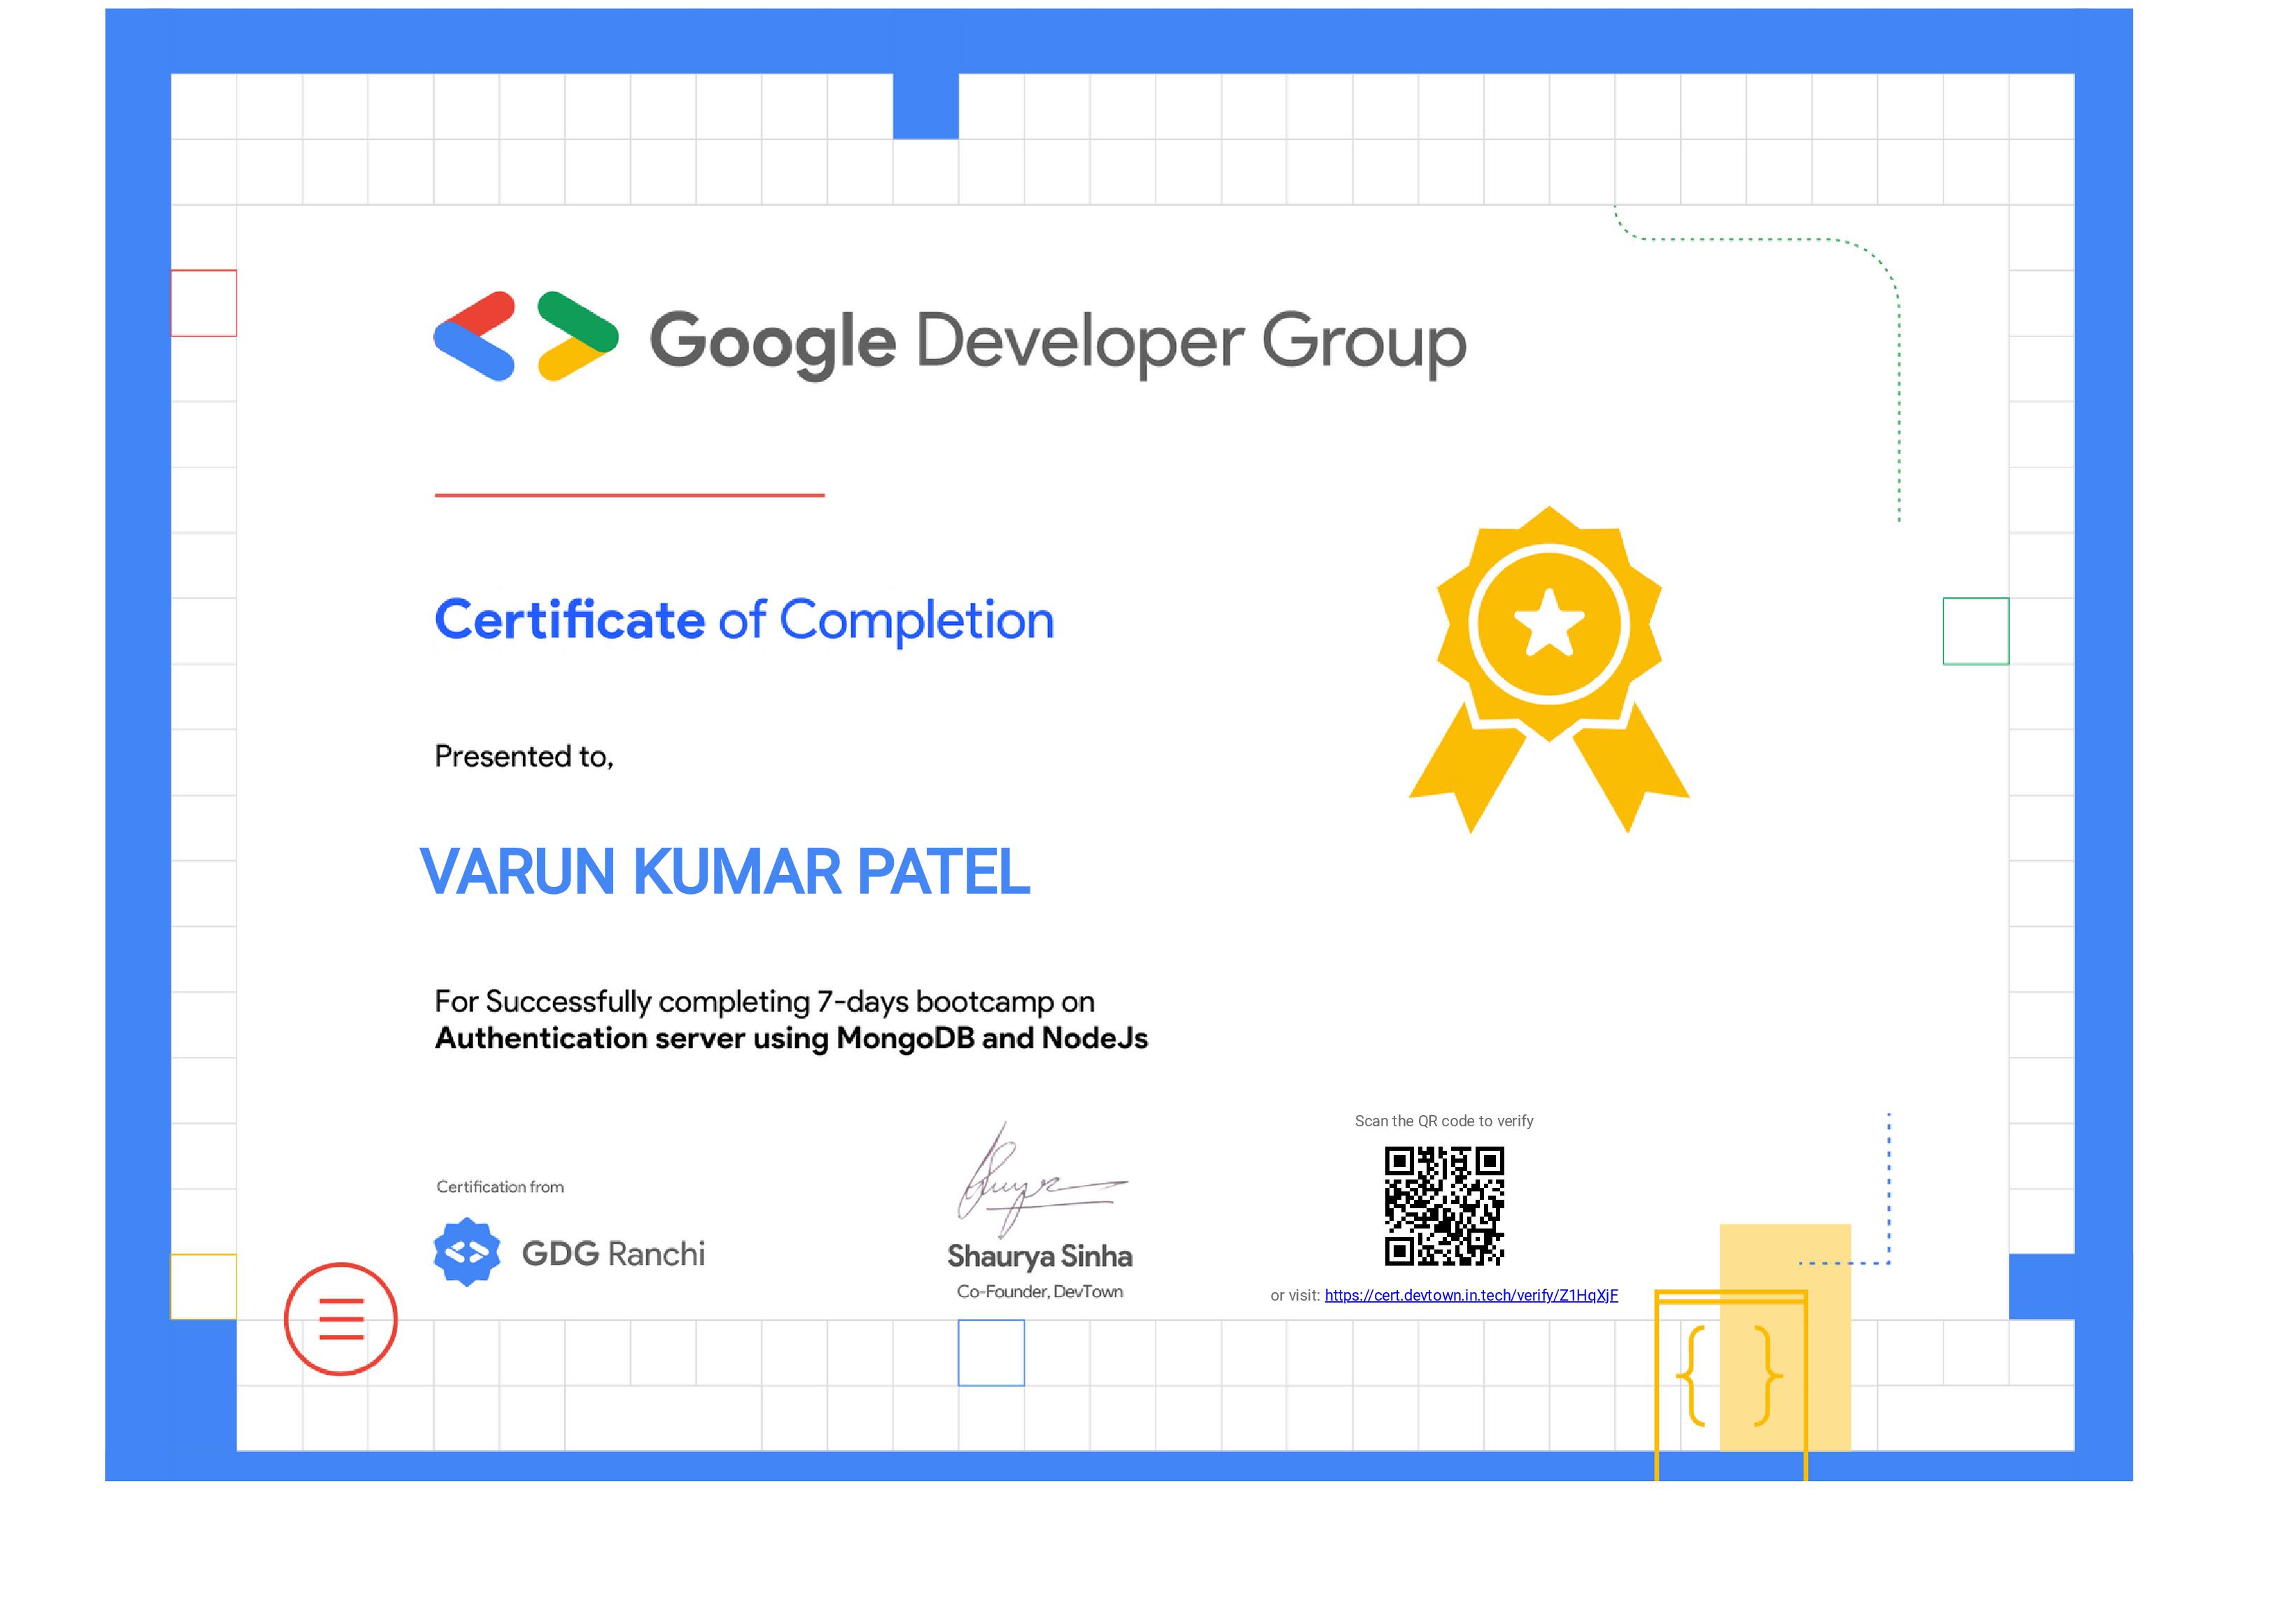 Google Developer Group
Certificate of Completion
Presented to,
VARUN KUMAR PATEL
For Successfully completing 7-days bootcamp on
Authentication server using MongoDB and NodeJs
Certification from
GDG Ranchi
Shaurya Sinha
Co-Founder, DevTown
Scan the QR code to verify
or visit: https://cert.devtown.in.tech/verify/Z1HqXjF
{ }